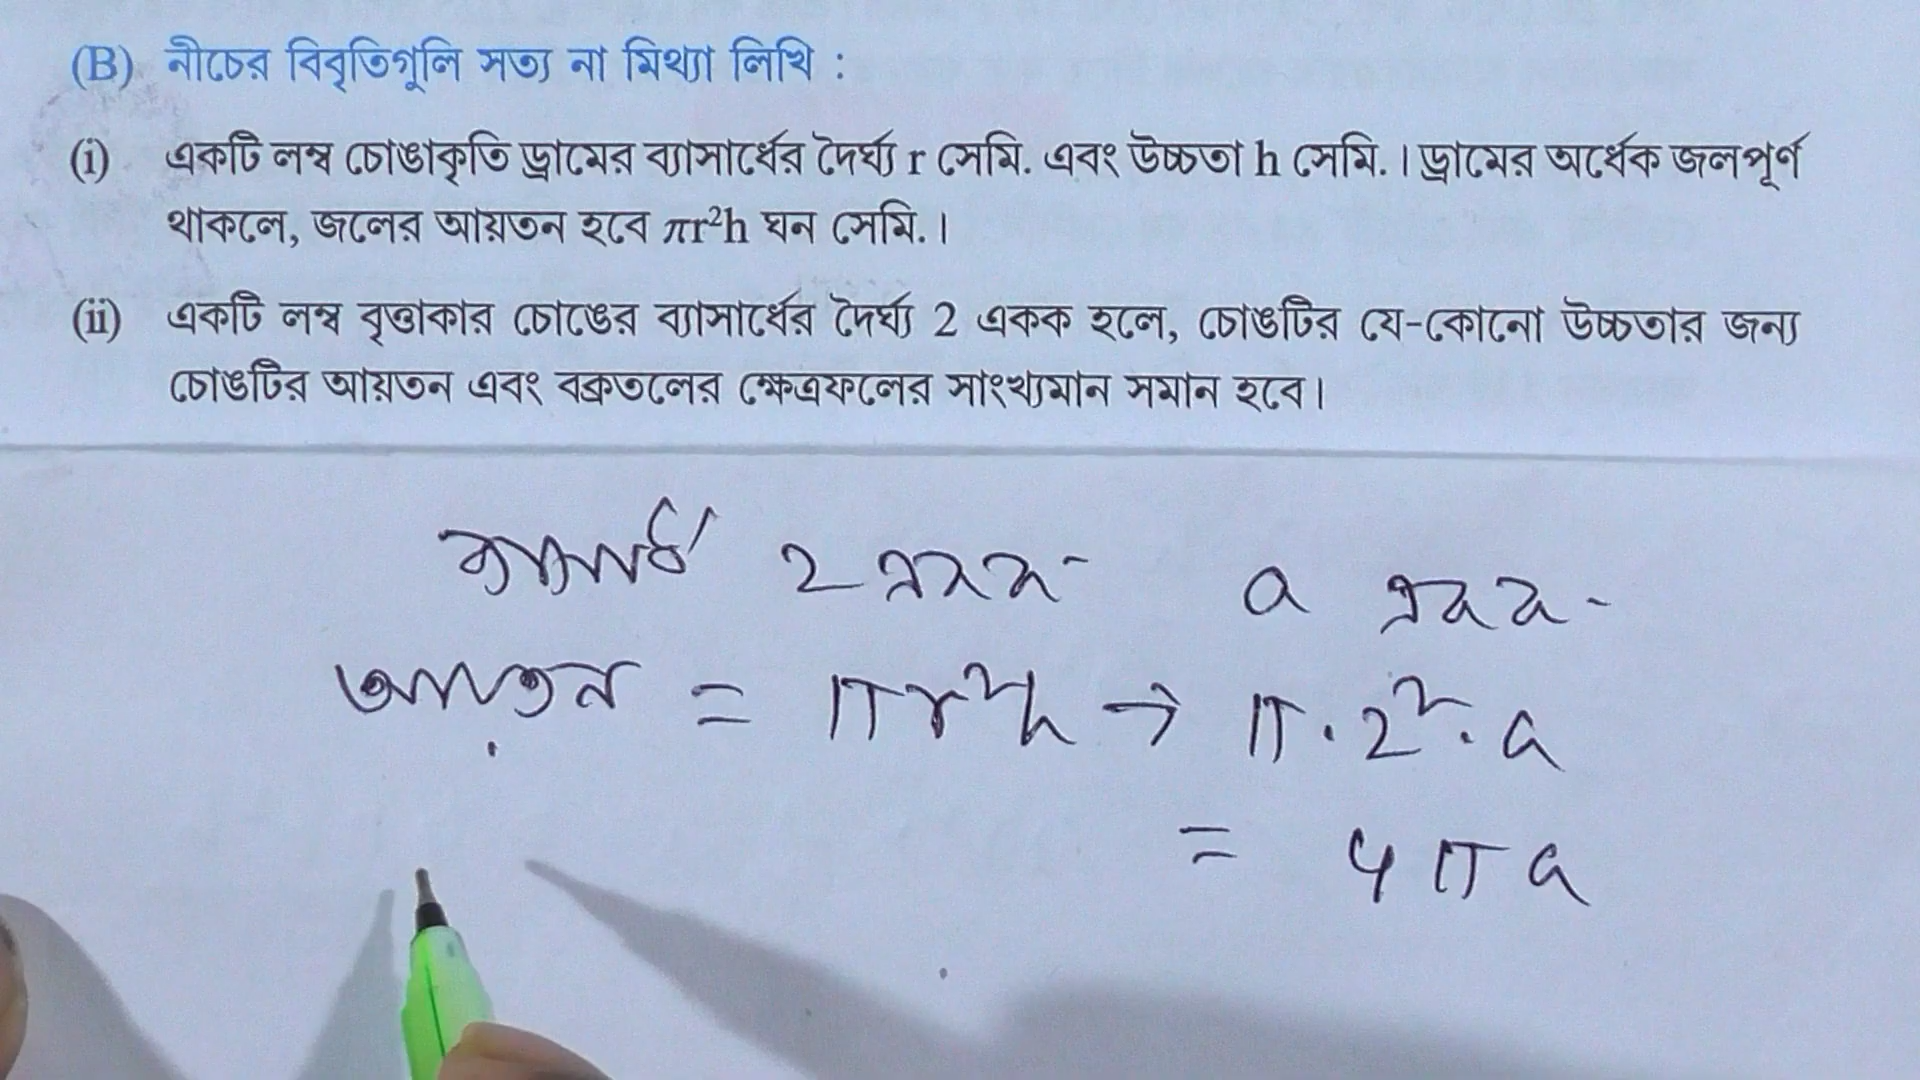 (B) নীচের বিবৃতিগুলি সত্য না মিথ্যা লিখি :
(i) একটি লম্ব চোঙাকৃতি ড্রামের ব্যাসার্ধের দৈর্ঘ্য r সেমি. এবং উচ্চতা h সেমি.। ড্রামের অর্ধেক জলপূর্ণ
থাকলে, জলের আয়তন হবে πr²h ঘন সেমি.।
(ii) একটি লম্ব বৃত্তাকার চোঙের ব্যাসার্ধের দৈর্ঘ্য 2 একক হলে, চোঙটির যে-কোনো উচ্চতার জন্য
চোঙটির আয়তন এবং বক্রতলের ক্ষেত্রফলের সাংখ্যমান সমান হবে।
ব্যাসার্ধ 2 একক a একক
আয়তন = πr²h → π . 2² . a
= 4πa